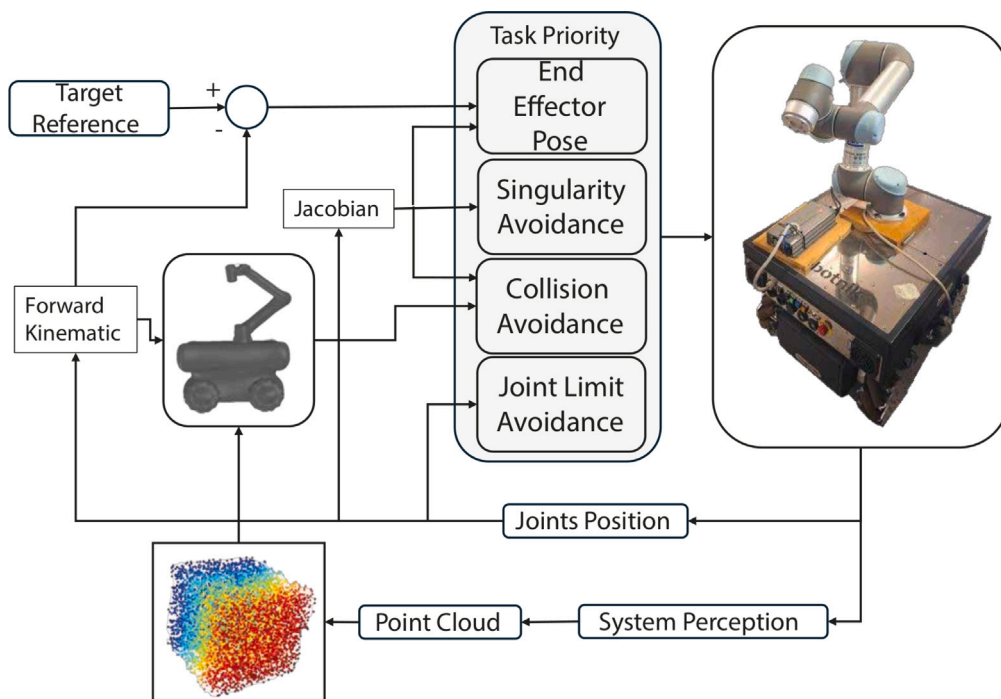 Task Priority
Target
Reference
+
-
End
Effector
Pose
Jacobian
Singularity
Avoidance
Forward
Kinematic
Collision
Avoidance
Joint Limit
Avoidance
Joints Position
Point Cloud
System Perception